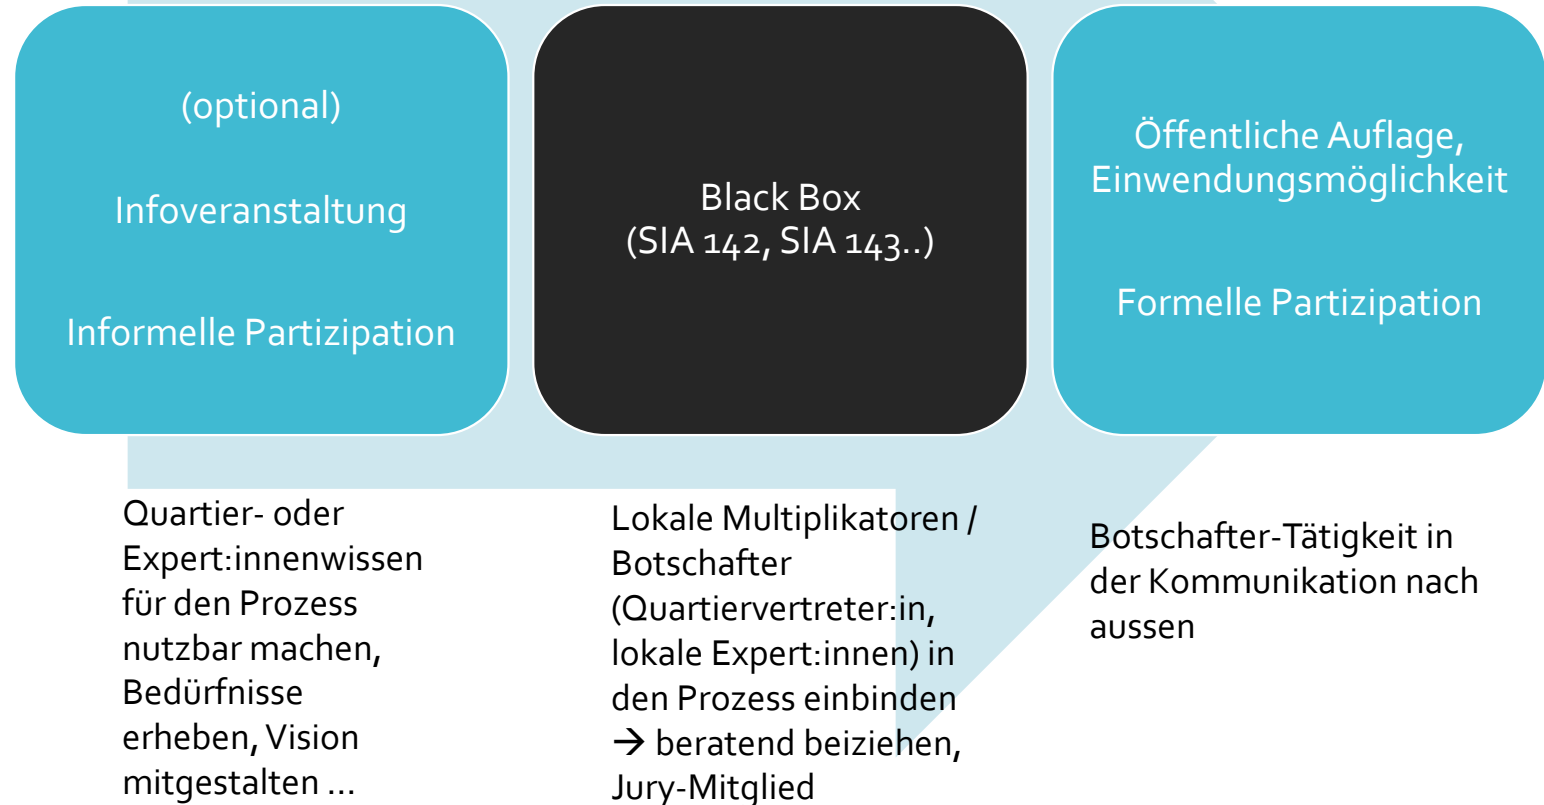 (optional)
Infoveranstaltung
Informelle Partizipation
Black Box
(SIA 142, SIA 143..)
Öffentliche Auflage,
Einwendungsmöglichkeit
Formelle Partizipation
Quartier- oder
Expert:innenwissen
für den Prozess
nutzbar machen,
Bedürfnisse
erheben, Vision
mitgestalten ...
Lokale Multiplikatoren /
Botschafter
(Quartiervertreter:in,
lokale Expert:innen) in
den Prozess einbinden
→ beratend beiziehen,
Jury-Mitglied
Botschafter-Tätigkeit in
der Kommunikation nach
aussen